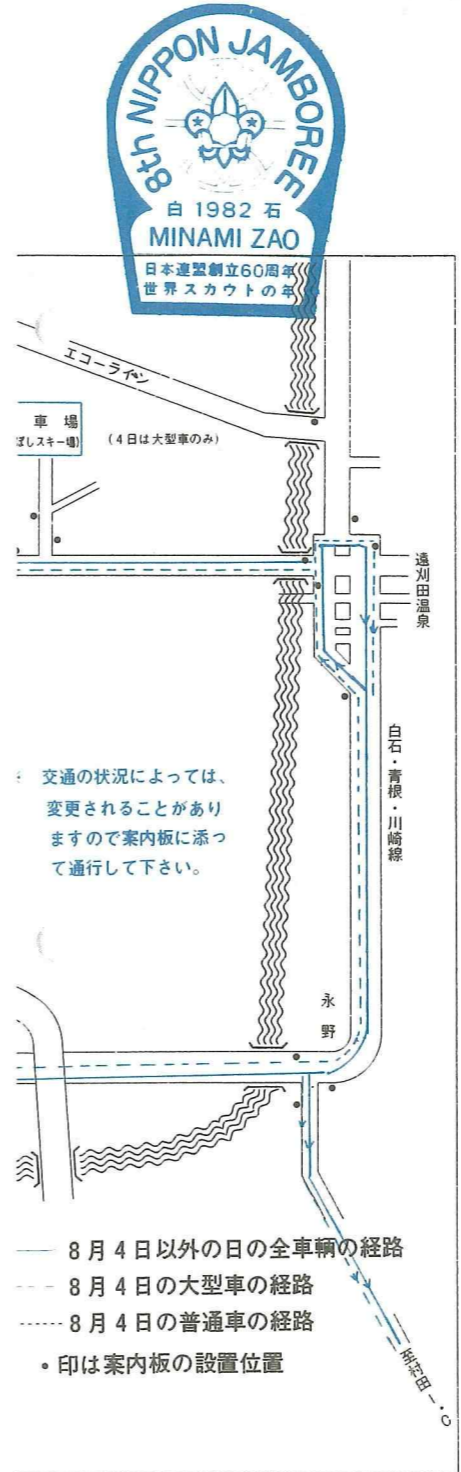 8th NIPPON JAMBOREE
白 1982 石
MINAMI ZAO
日本連盟創立60周年
世界スカウトの年
エコーライン
車場
ぼしスキー場)
(4日は大型車のみ)
遠刈田温泉
白石・青根・川崎線
交通の状況によっては、
変更されることがあり
ますので案内板に添っ
て通行して下さい。
永野
8月4日以外の日の全車輌の経路
8月4日の大型車の経路
8月4日の普通車の経路
•印は案内板の設置位置
至村田I・C